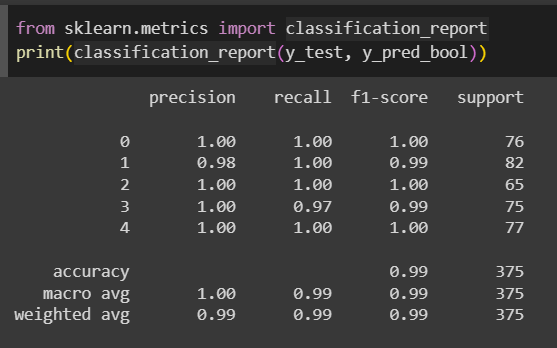 from sklearn.metrics import classification_report
print(classification_report(y_test, y_pred_bool))
precision recall f1-score support
0 1.00 1.00 1.00 76
1 0.98 1.00 0.99 82
2 1.00 1.00 1.00 65
3 1.00 0.97 0.99 75
4 1.00 1.00 1.00 77
accuracy 0.99 375
macro avg 1.00 0.99 0.99 375
weighted avg 0.99 0.99 0.99 375